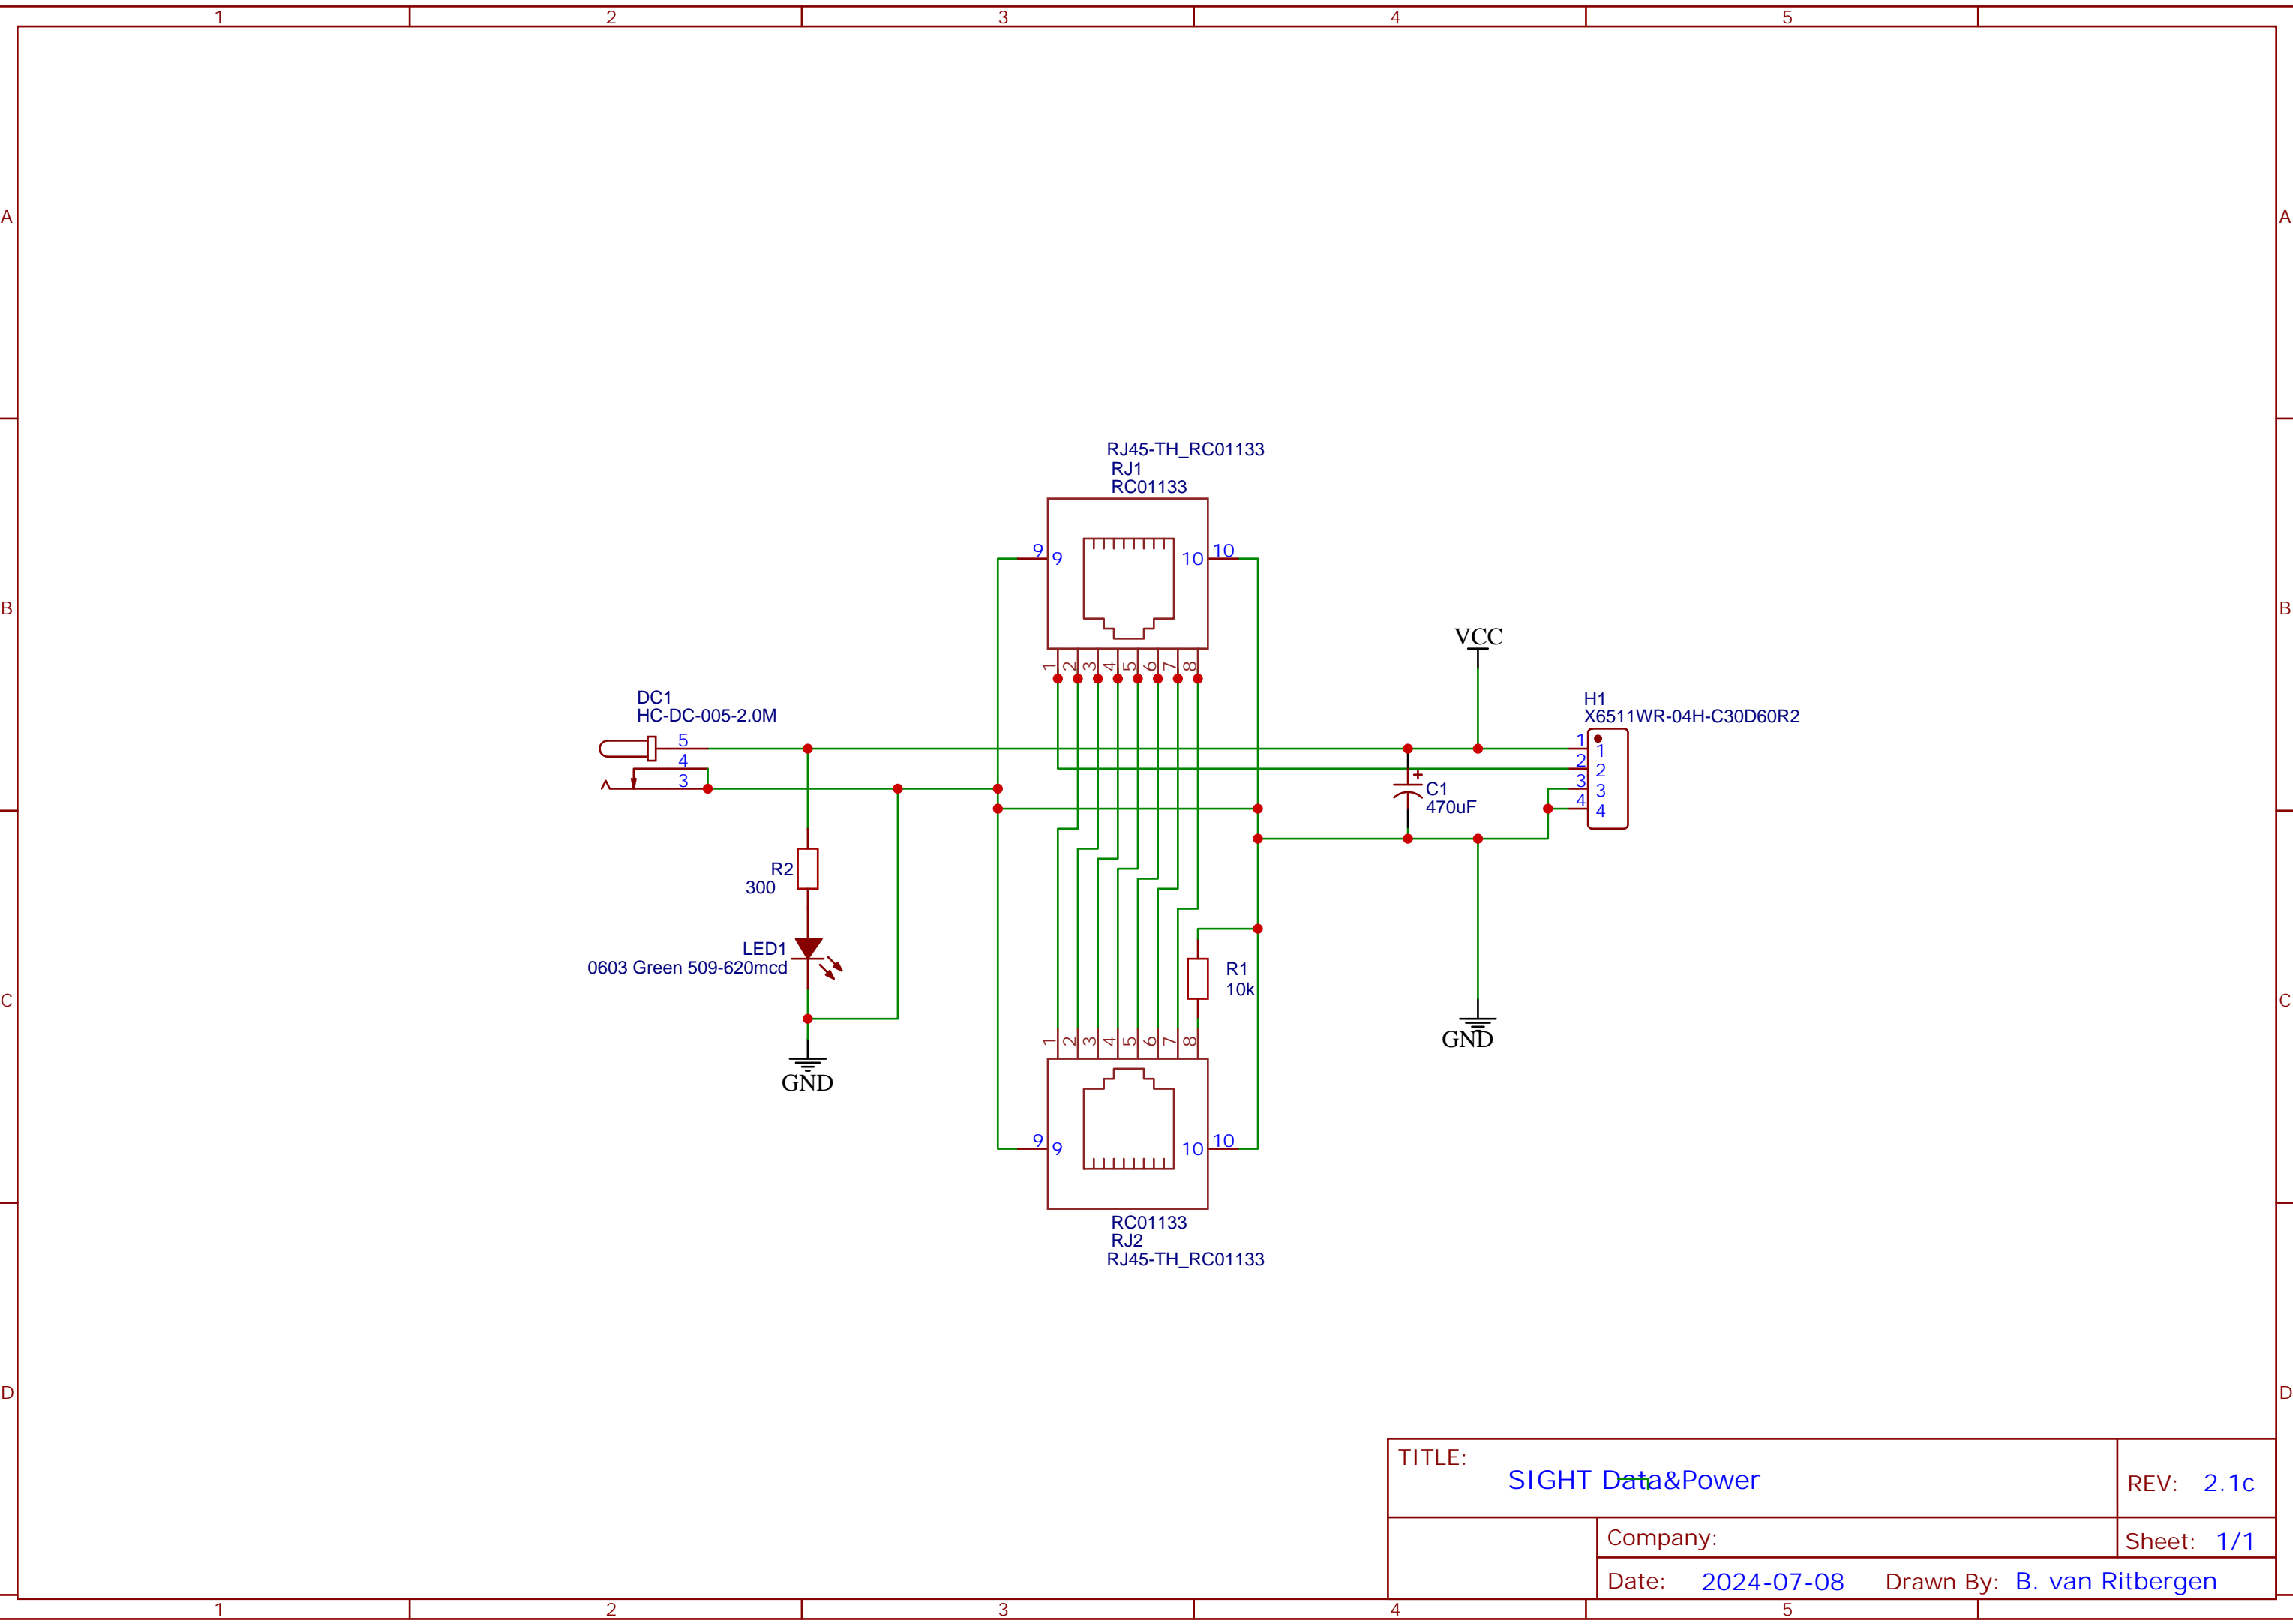 1 2 3 4 5
A A
RJ45-TH_RC01133
RJ1
RC01133
9 9 10 10
B B
1 2 3 4 5 6 7 8
VCC
DC1
HC-DC-005-2.0M
5
4
3
H1
X6511WR-04H-C30D60R2
1 1
2 2
3 3
4 4
+
C1
470uF
R2
300
LED1
0603 Green 509-620mcd
R1
10k
C C
GND
1 2 3 4 5 6 7 8
GND
9 9 10 10
RC01133
RJ2
RJ45-TH_RC01133
D D
TITLE:
SIGHT Data&Power
REV: 2.1c
Company:
Sheet: 1/1
Date: 2024-07-08 Drawn By: B. van Ritbergen
1 2 3 4 5